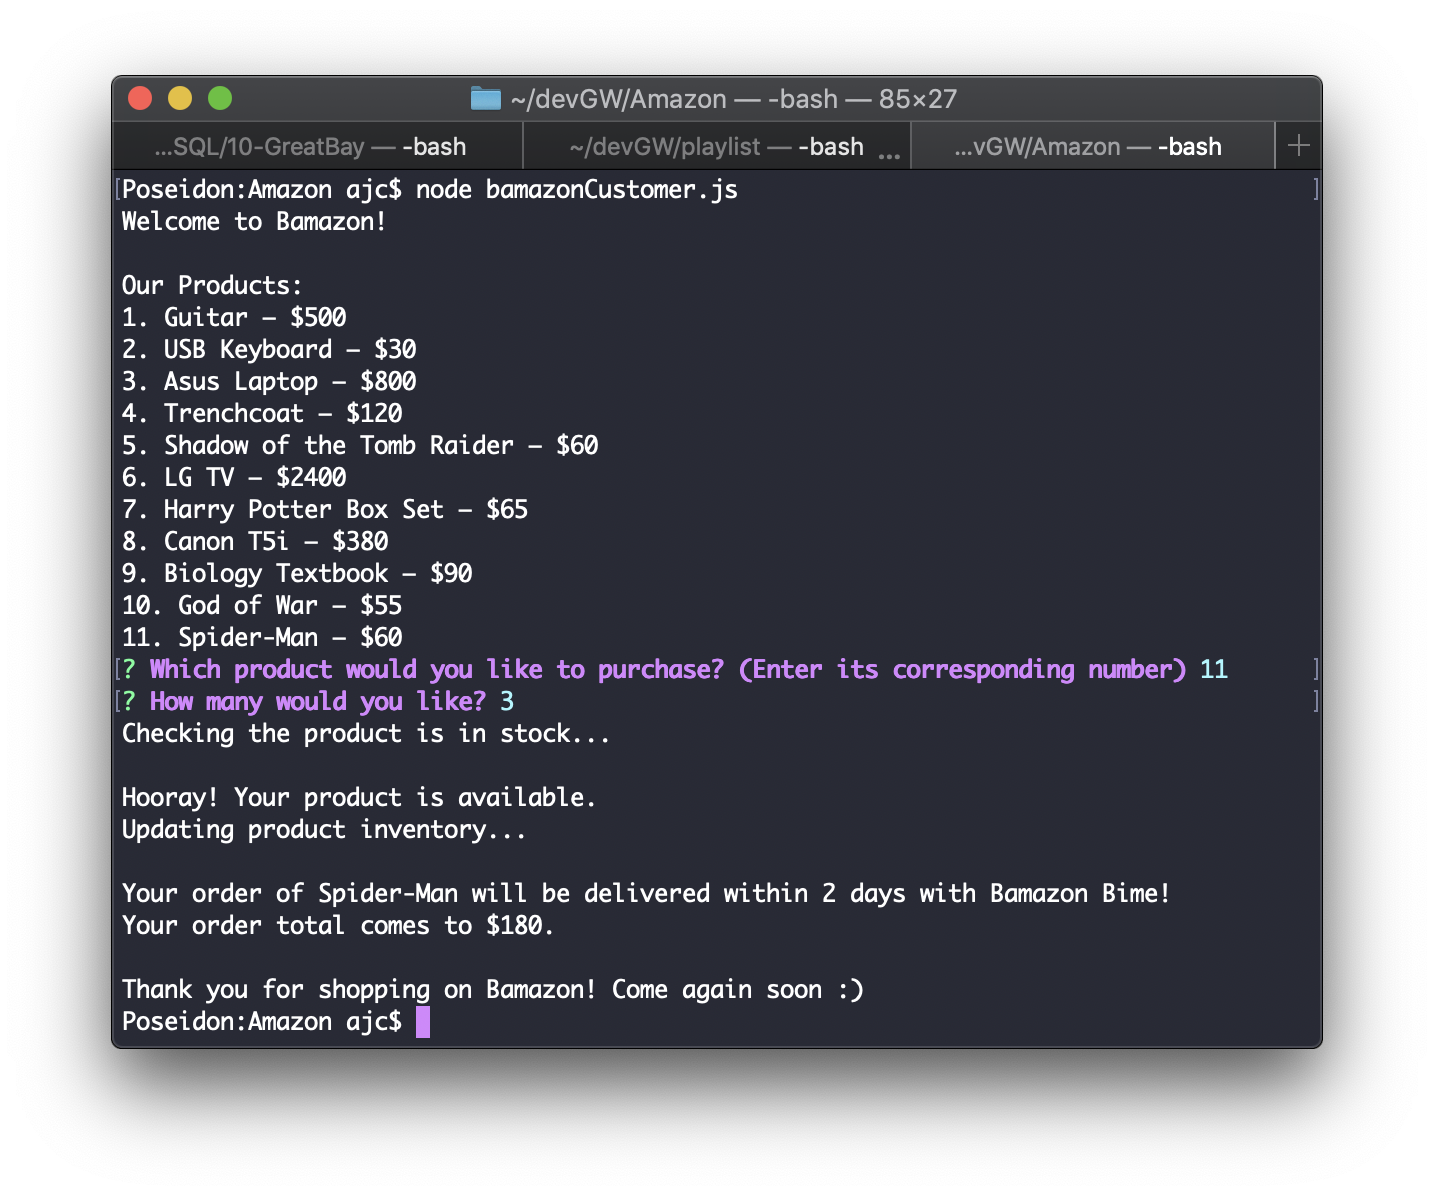 ~/devGW/Amazon — -bash — 85×27
...SQL/10-GreatBay — -bash
~/devGW/playlist — -bash ...
...vGW/Amazon — -bash +
[Poseidon:Amazon ajc$ node bamazonCustomer.js ]
Welcome to Bamazon!
Our Products:
1. Guitar – $500
2. USB Keyboard – $30
3. Asus Laptop – $800
4. Trenchcoat – $120
5. Shadow of the Tomb Raider – $60
6. LG TV – $2400
7. Harry Potter Box Set – $65
8. Canon T5i – $380
9. Biology Textbook – $90
10. God of War – $55
11. Spider-Man – $60
[? Which product would you like to purchase? (Enter its corresponding number) 11 ]
[? How many would you like? 3 ]
Checking the product is in stock...
Hooray! Your product is available.
Updating product inventory...
Your order of Spider-Man will be delivered within 2 days with Bamazon Bime!
Your order total comes to $180.
Thank you for shopping on Bamazon! Come again soon :)
Poseidon:Amazon ajc$